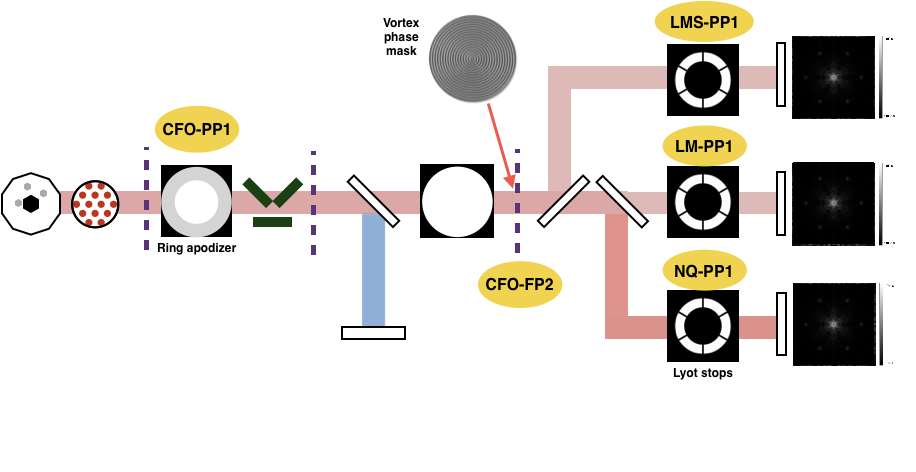 Vortex
phase
mask
LMS-PP1
CFO-PP1
LM-PP1
Ring apodizer
CFO-FP2
NQ-PP1
Lyot stops